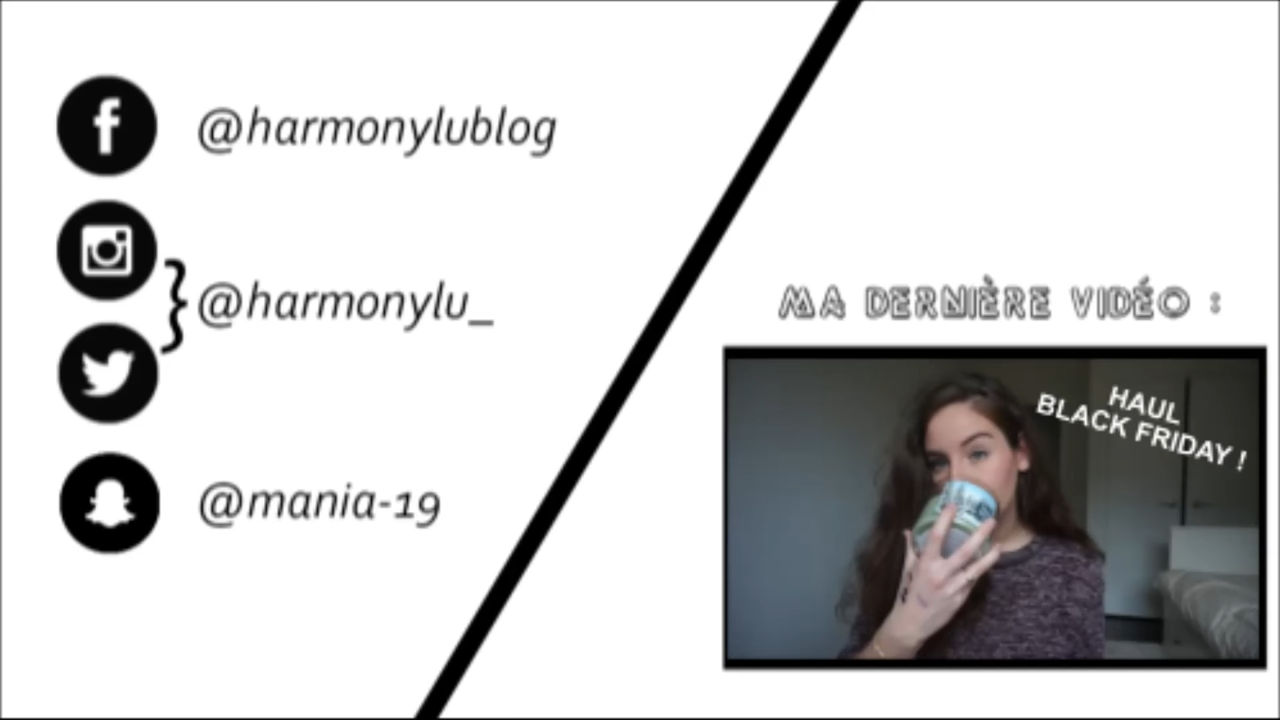 @harmonylublog
@harmonylu_
@mania-19
MA DERNIÈRE VIDÉO :
HAUL
BLACK FRIDAY !